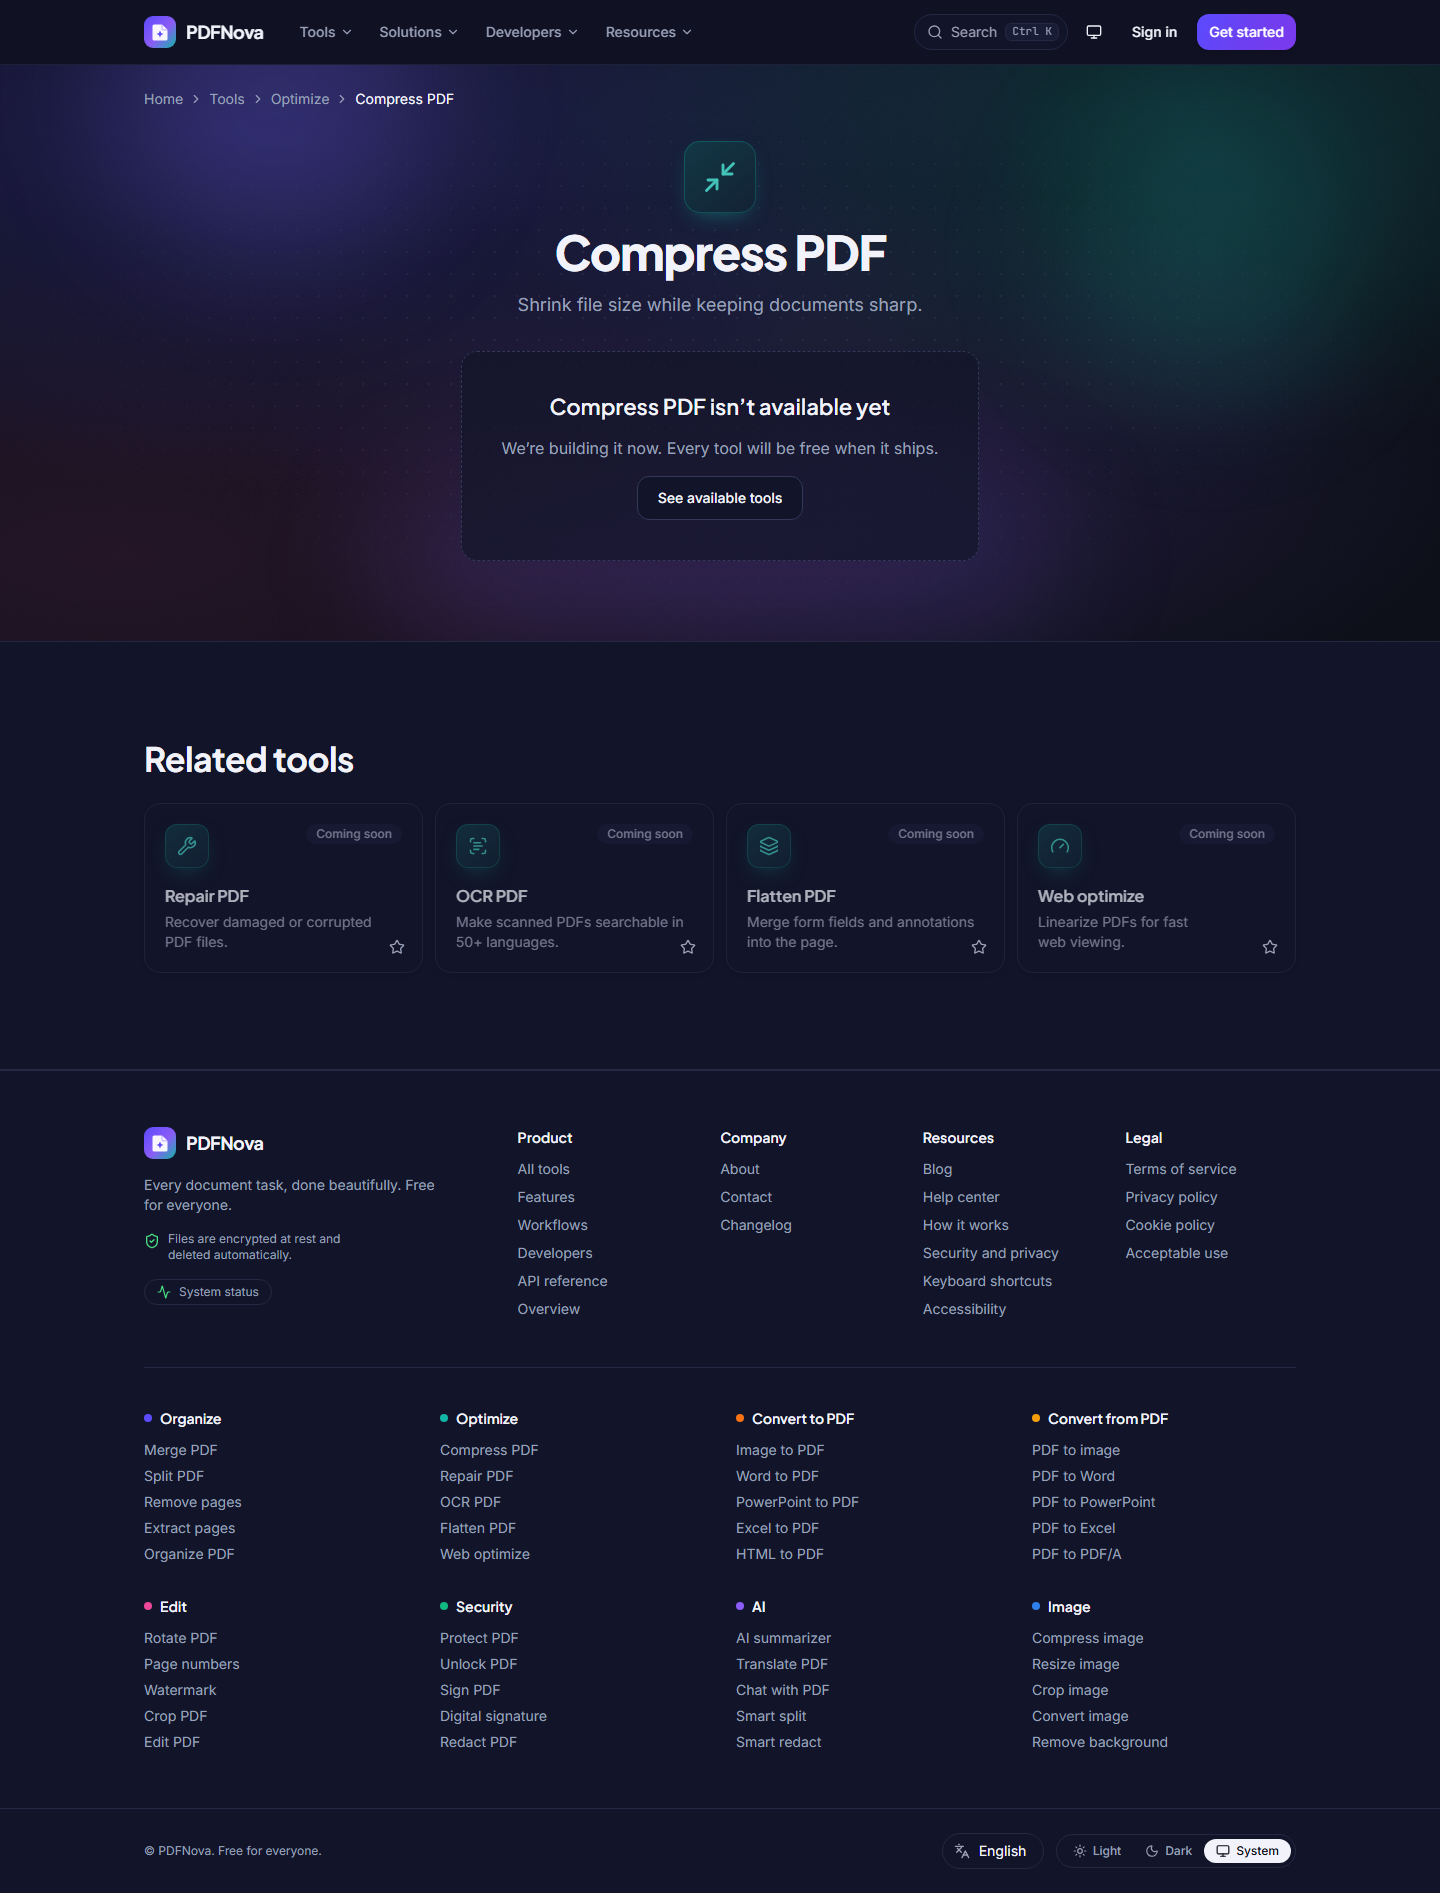 PDFNova
Tools
Solutions
Developers
Resources
Search
Ctrl K
Sign in
Get started
Home
Tools
Optimize
Compress PDF
Compress PDF
Shrink file size while keeping documents sharp.
Compress PDF isn’t available yet
We’re building it now. Every tool will be free when it ships.
See available tools
Related tools
Coming soon
Repair PDF
Recover damaged or corrupted
PDF files.
Coming soon
OCR PDF
Make scanned PDFs searchable in
50+ languages.
Coming soon
Flatten PDF
Merge form fields and annotations
into the page.
Coming soon
Web optimize
Linearize PDFs for fast
web viewing.
PDFNova
Every document task, done beautifully. Free
for everyone.
Files are encrypted at rest and
deleted automatically.
System status
Product
All tools
Features
Workflows
Developers
API reference
Overview
Company
About
Contact
Changelog
Resources
Blog
Help center
How it works
Security and privacy
Keyboard shortcuts
Accessibility
Legal
Terms of service
Privacy policy
Cookie policy
Acceptable use
Organize
Merge PDF
Split PDF
Remove pages
Extract pages
Organize PDF
Optimize
Compress PDF
Repair PDF
OCR PDF
Flatten PDF
Web optimize
Convert to PDF
Image to PDF
Word to PDF
PowerPoint to PDF
Excel to PDF
HTML to PDF
Convert from PDF
PDF to image
PDF to Word
PDF to PowerPoint
PDF to Excel
PDF to PDF/A
Edit
Rotate PDF
Page numbers
Watermark
Crop PDF
Edit PDF
Security
Protect PDF
Unlock PDF
Sign PDF
Digital signature
Redact PDF
AI
AI summarizer
Translate PDF
Chat with PDF
Smart split
Smart redact
Image
Compress image
Resize image
Crop image
Convert image
Remove background
© PDFNova. Free for everyone.
English
Light
Dark
System